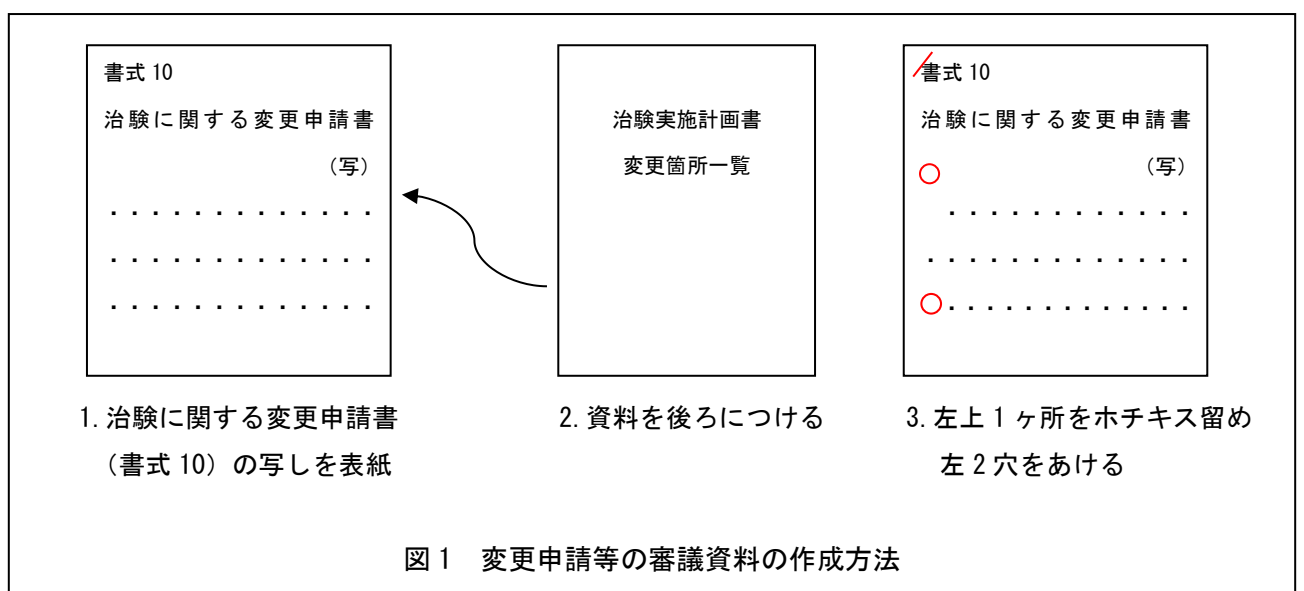 書式 10
治験に関する変更申請書
（写）
．．．．．．．．．．．．．
．．．．．．．．．．．．．
．．．．．．．．．．．．．
治験実施計画書
変更箇所一覧
書式 10
治験に関する変更申請書
（写）
．．．．．．．．．．．．
．．．．．．．．．．．．．
．．．．．．．．．．．．
1. 治験に関する変更申請書
（書式 10）の写しを表紙
2. 資料を後ろにつける
3. 左上 1 ヶ所をホチキス留め
左 2 穴をあける
図 1　変更申請等の審議資料の作成方法